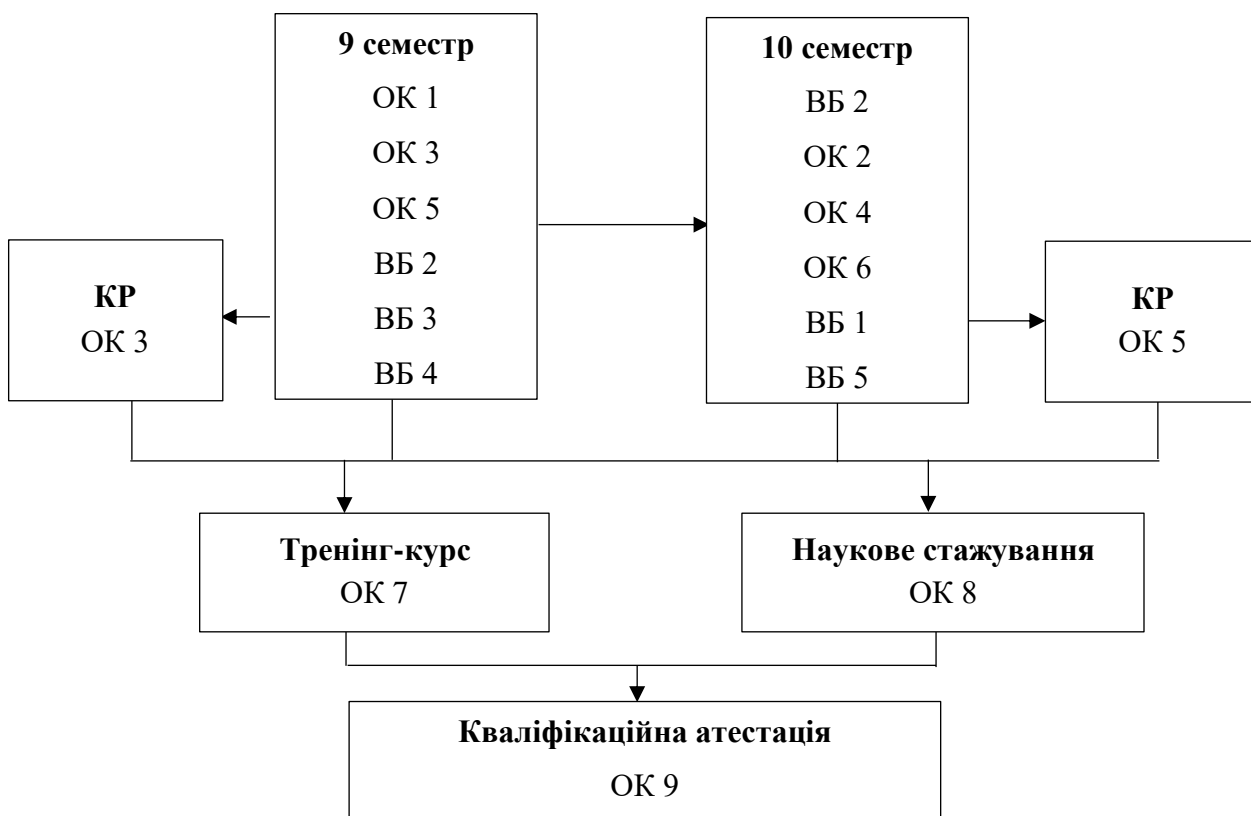 9 семестр
ОК 1
ОК 3
ОК 5
ВБ 2
ВБ 3
ВБ 4
10 семестр
ВБ 2
ОК 2
ОК 4
ОК 6
ВБ 1
ВБ 5
КР
ОК 3
КР
ОК 5
Тренінг-курс
ОК 7
Наукове стажування
ОК 8
Кваліфікаційна атестація
ОК 9